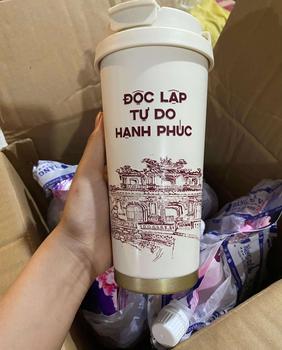 ĐỘC LẬP
TỰ DO
HẠNH PHÚC